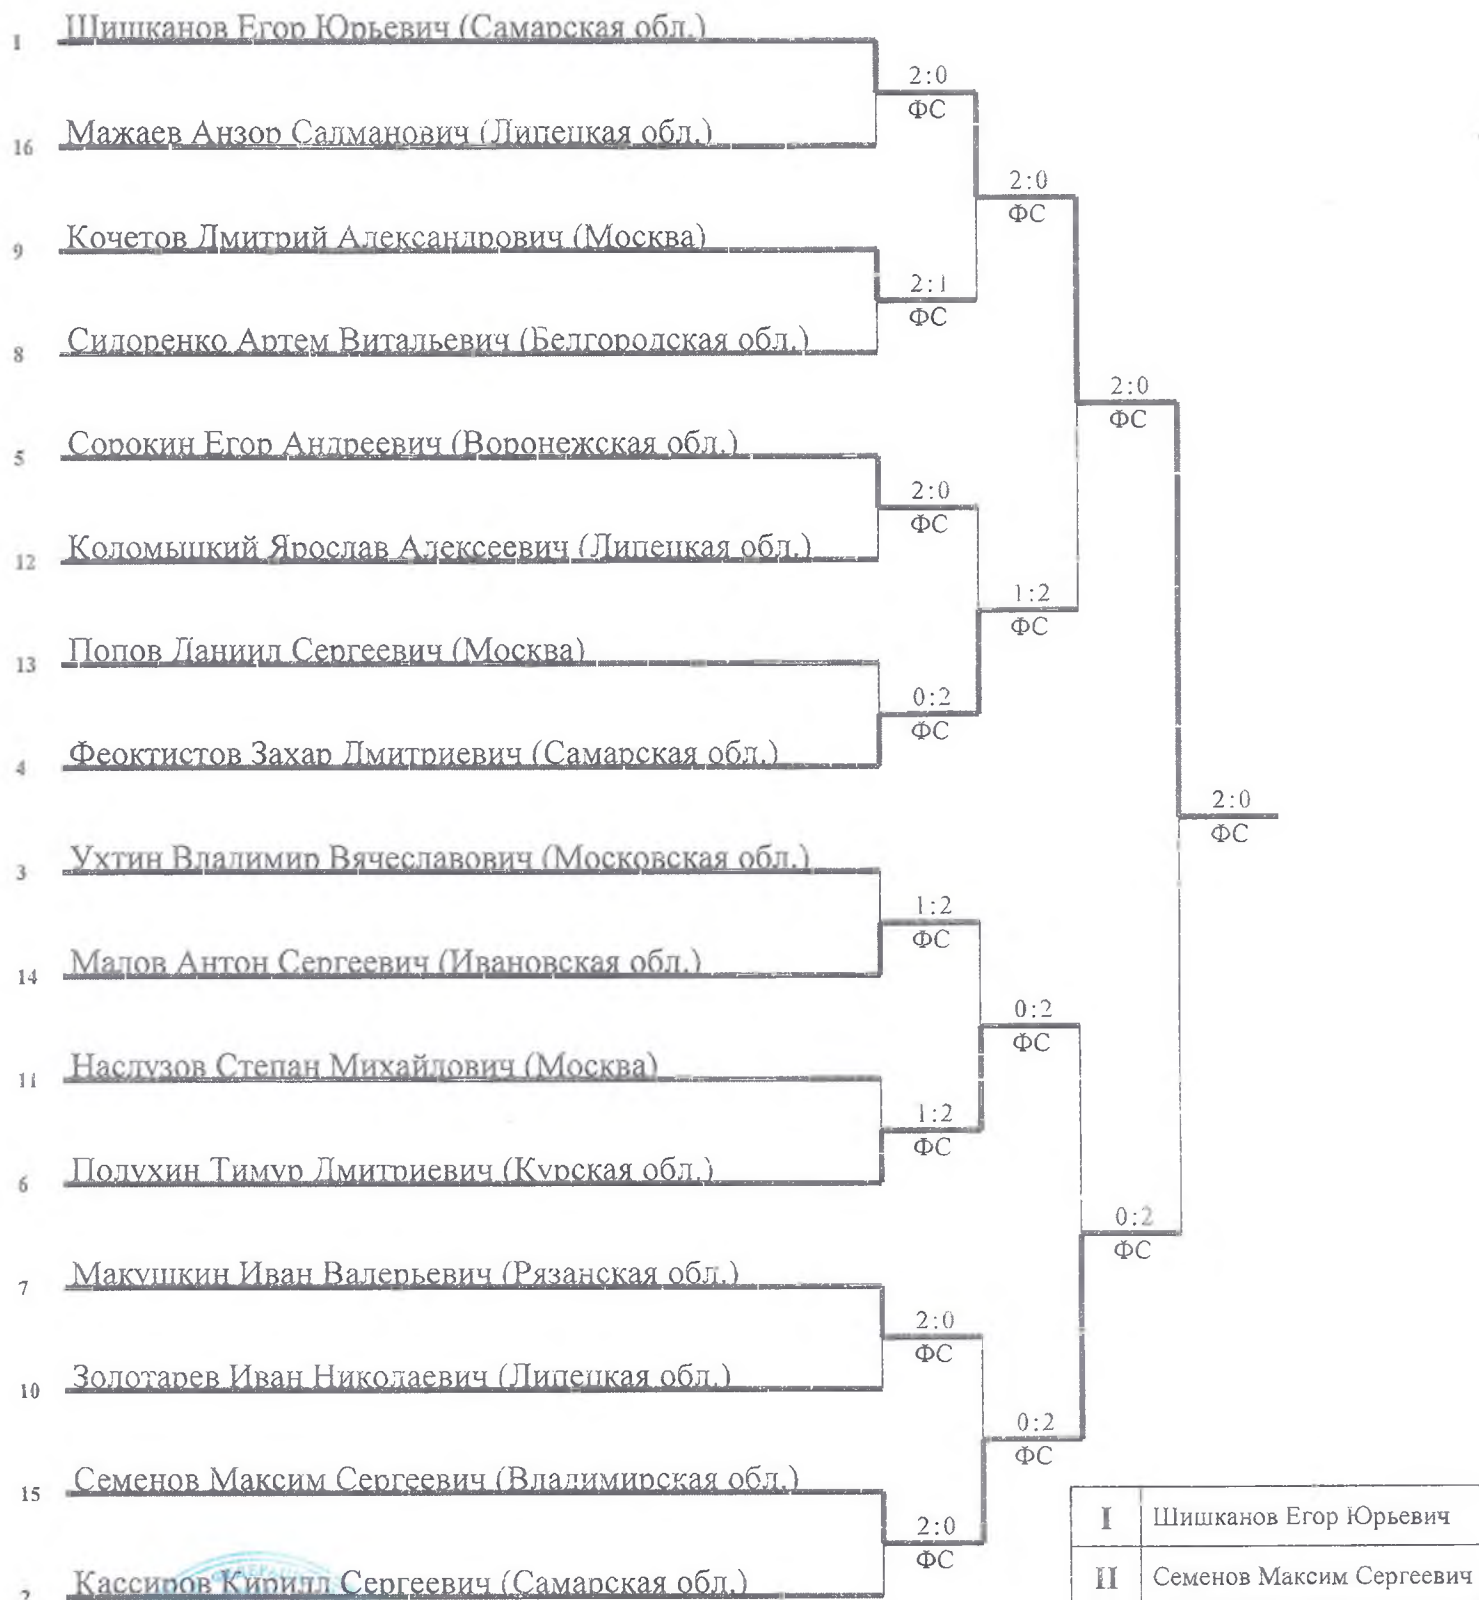 1 Шишканов Егор Юрьевич (Самарская обл.)
2:0
ФС
16 Мажаев Анзор Салманович (Липецкая обл.)
2:0
ФС
9 Кочетов Дмитрий Александрович (Москва)
2:1
ФС
8 Сидоренко Артем Витальевич (Белгородская обл.)
2:0
ФС
5 Сорокин Егор Андреевич (Воронежская обл.)
2:0
ФС
12 Коломыцкий Ярослав Алексеевич (Липецкая обл.)
1:2
ФС
13 Попов Даниил Сергеевич (Москва)
0:2
ФС
4 Феоктистов Захар Дмитриевич (Самарская обл.)
2:0
ФС
3 Ухтин Владимир Вячеславович (Московская обл.)
1:2
ФС
14 Малов Антон Сергеевич (Ивановская обл.)
0:2
ФС
11 Наслузов Степан Михайлович (Москва)
1:2
ФС
6 Полухин Тимур Дмитриевич (Курская обл.)
0:2
ФС
7 Макушкин Иван Валерьевич (Рязанская обл.)
2:0
ФС
10 Золотарев Иван Николаевич (Липецкая обл.)
0:2
ФС
15 Семенов Максим Сергеевич (Владимирская обл.)
2:0
ФС
2 Кассиров Кирилл Сергеевич (Самарская обл.)
I Шишканов Егор Юрьевич
II Семенов Максим Сергеевич